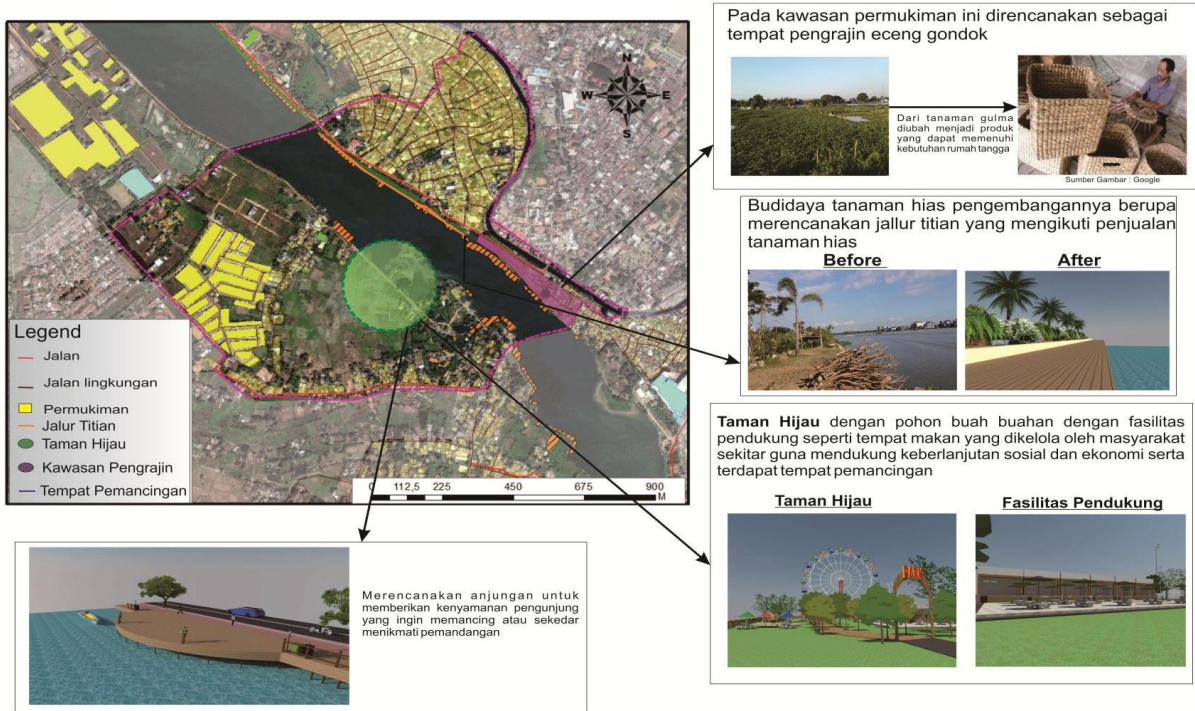 N
W
E
S
Legend
Jalan
Jalan lingkungan
Permukiman
Jalur Titian
Taman Hijau
Kawasan Pengrajin
Tempat Pemancingan
0 112,5 225 450 675 900
M
Pada kawasan permukiman ini direncanakan sebagai
tempat pengrajin eceng gondok
Dari tanaman gulma
diubah menjadi produk
yang dapat memenuhi
kebutuhan rumah tangga
Sumber Gambar : Google
Budidaya tanaman hias pengembangannya berupa
merencanakan jallur titian yang mengikuti penjualan
tanaman hias
Before
After
Taman Hijau dengan pohon buah buahan dengan fasilitas
pendukung seperti tempat makan yang dikelola oleh masyarakat
sekitar guna mendukung keberlanjutan sosial dan ekonomi serta
terdapat tempat pemancingan
Taman Hijau
Fasilitas Pendukung
Merencanakan anjungan untuk
memberikan kenyamanan pengunjung
yang ingin memancing atau sekedar
menikmati pemandangan